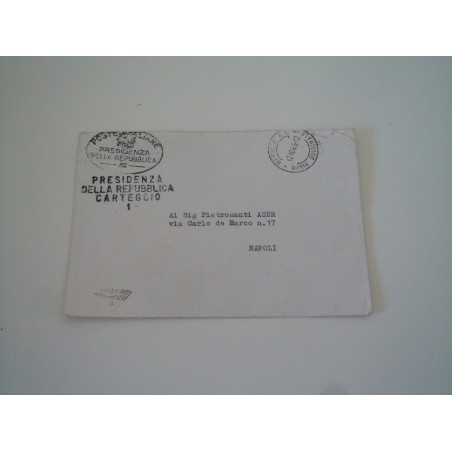 POSTE ITALIANE
PRESIDENZA
DELLA REPUBBLICA
PRESIDENZA
DELLA REPUBBLICA
CARTEGGIO
1
Al Sig Pietrosanti ASER
via Carlo de Marco n.17
NAPOLI